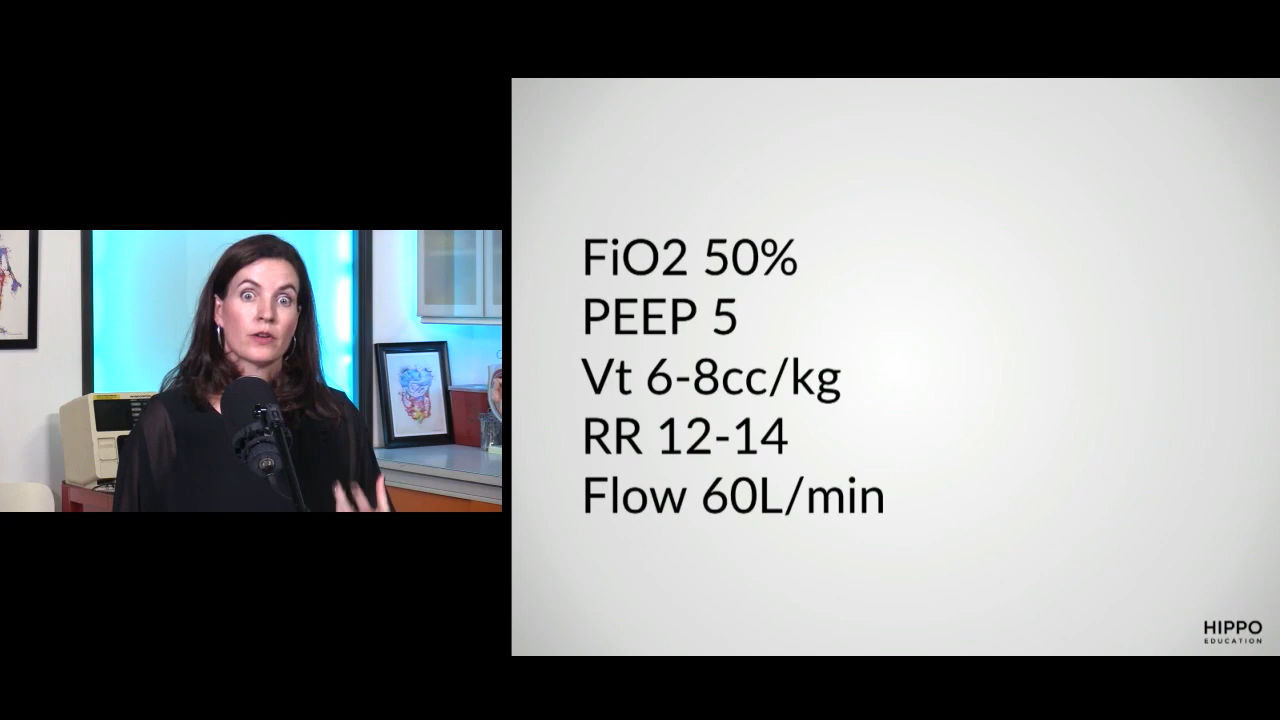 FiO2 50%
PEEP 5
Vt 6-8cc/kg
RR 12-14
Flow 60L/min
HIPPO
EDUCATION